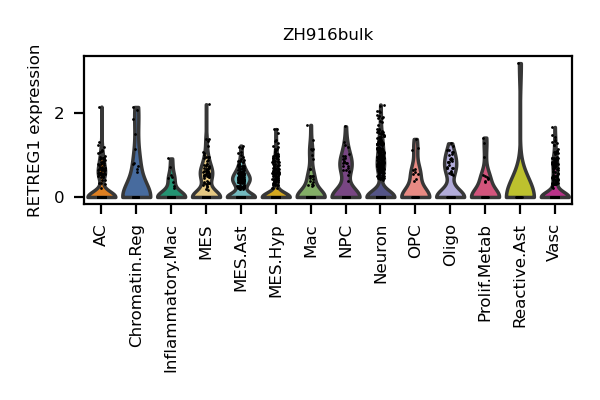 ZH916bulk
RETREG1 expression
2
0
AC
Chromatin.Reg
Inflammatory.Mac
MES
MES.Ast
MES.Hyp
Mac
NPC
Neuron
OPC
Oligo
Prolif.Metab
Reactive.Ast
Vasc